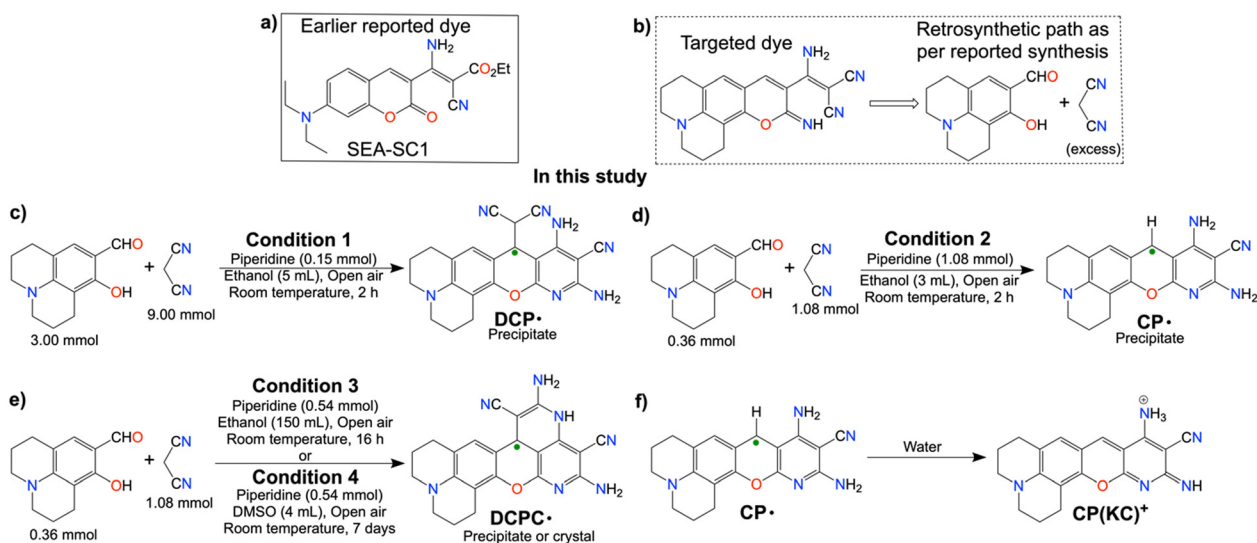 a)
Earlier reported dye
NH2
CO2Et
CN
N
O
O
SEA-SC1
b)
Targeted dye
Retrosynthetic path as
per reported synthesis
NH2
CN
CN
N
O
NH
CHO
OH
N
+
CN
CN
(excess)
In this study
c)
CHO
OH
N
3.00 mmol
+
CN
CN
9.00 mmol
Condition 1
Piperidine (0.15 mmol)
Ethanol (5 mL), Open air
Room temperature, 2 h
NC
CN
NH2
CN
N
O
N
NH2
DCP•
Precipitate
d)
CHO
OH
N
0.36 mmol
+
CN
CN
1.08 mmol
Condition 2
Piperidine (1.08 mmol)
Ethanol (3 mL), Open air
Room temperature, 2 h
H
NH2
CN
N
O
N
NH2
CP•
Precipitate
e)
CHO
OH
N
0.36 mmol
+
CN
CN
1.08 mmol
Condition 3
Piperidine (0.54 mmol)
Ethanol (150 mL), Open air
Room temperature, 16 h
or
Condition 4
Piperidine (0.54 mmol)
DMSO (4 mL), Open air
Room temperature, 7 days
NH2
NC
NH
CN
N
O
N
NH2
DCPC•
Precipitate or crystal
f)
H
NH2
CN
N
O
N
NH2
CP•
Water
⊕
NH3
CN
N
O
N
NH
CP(KC)+